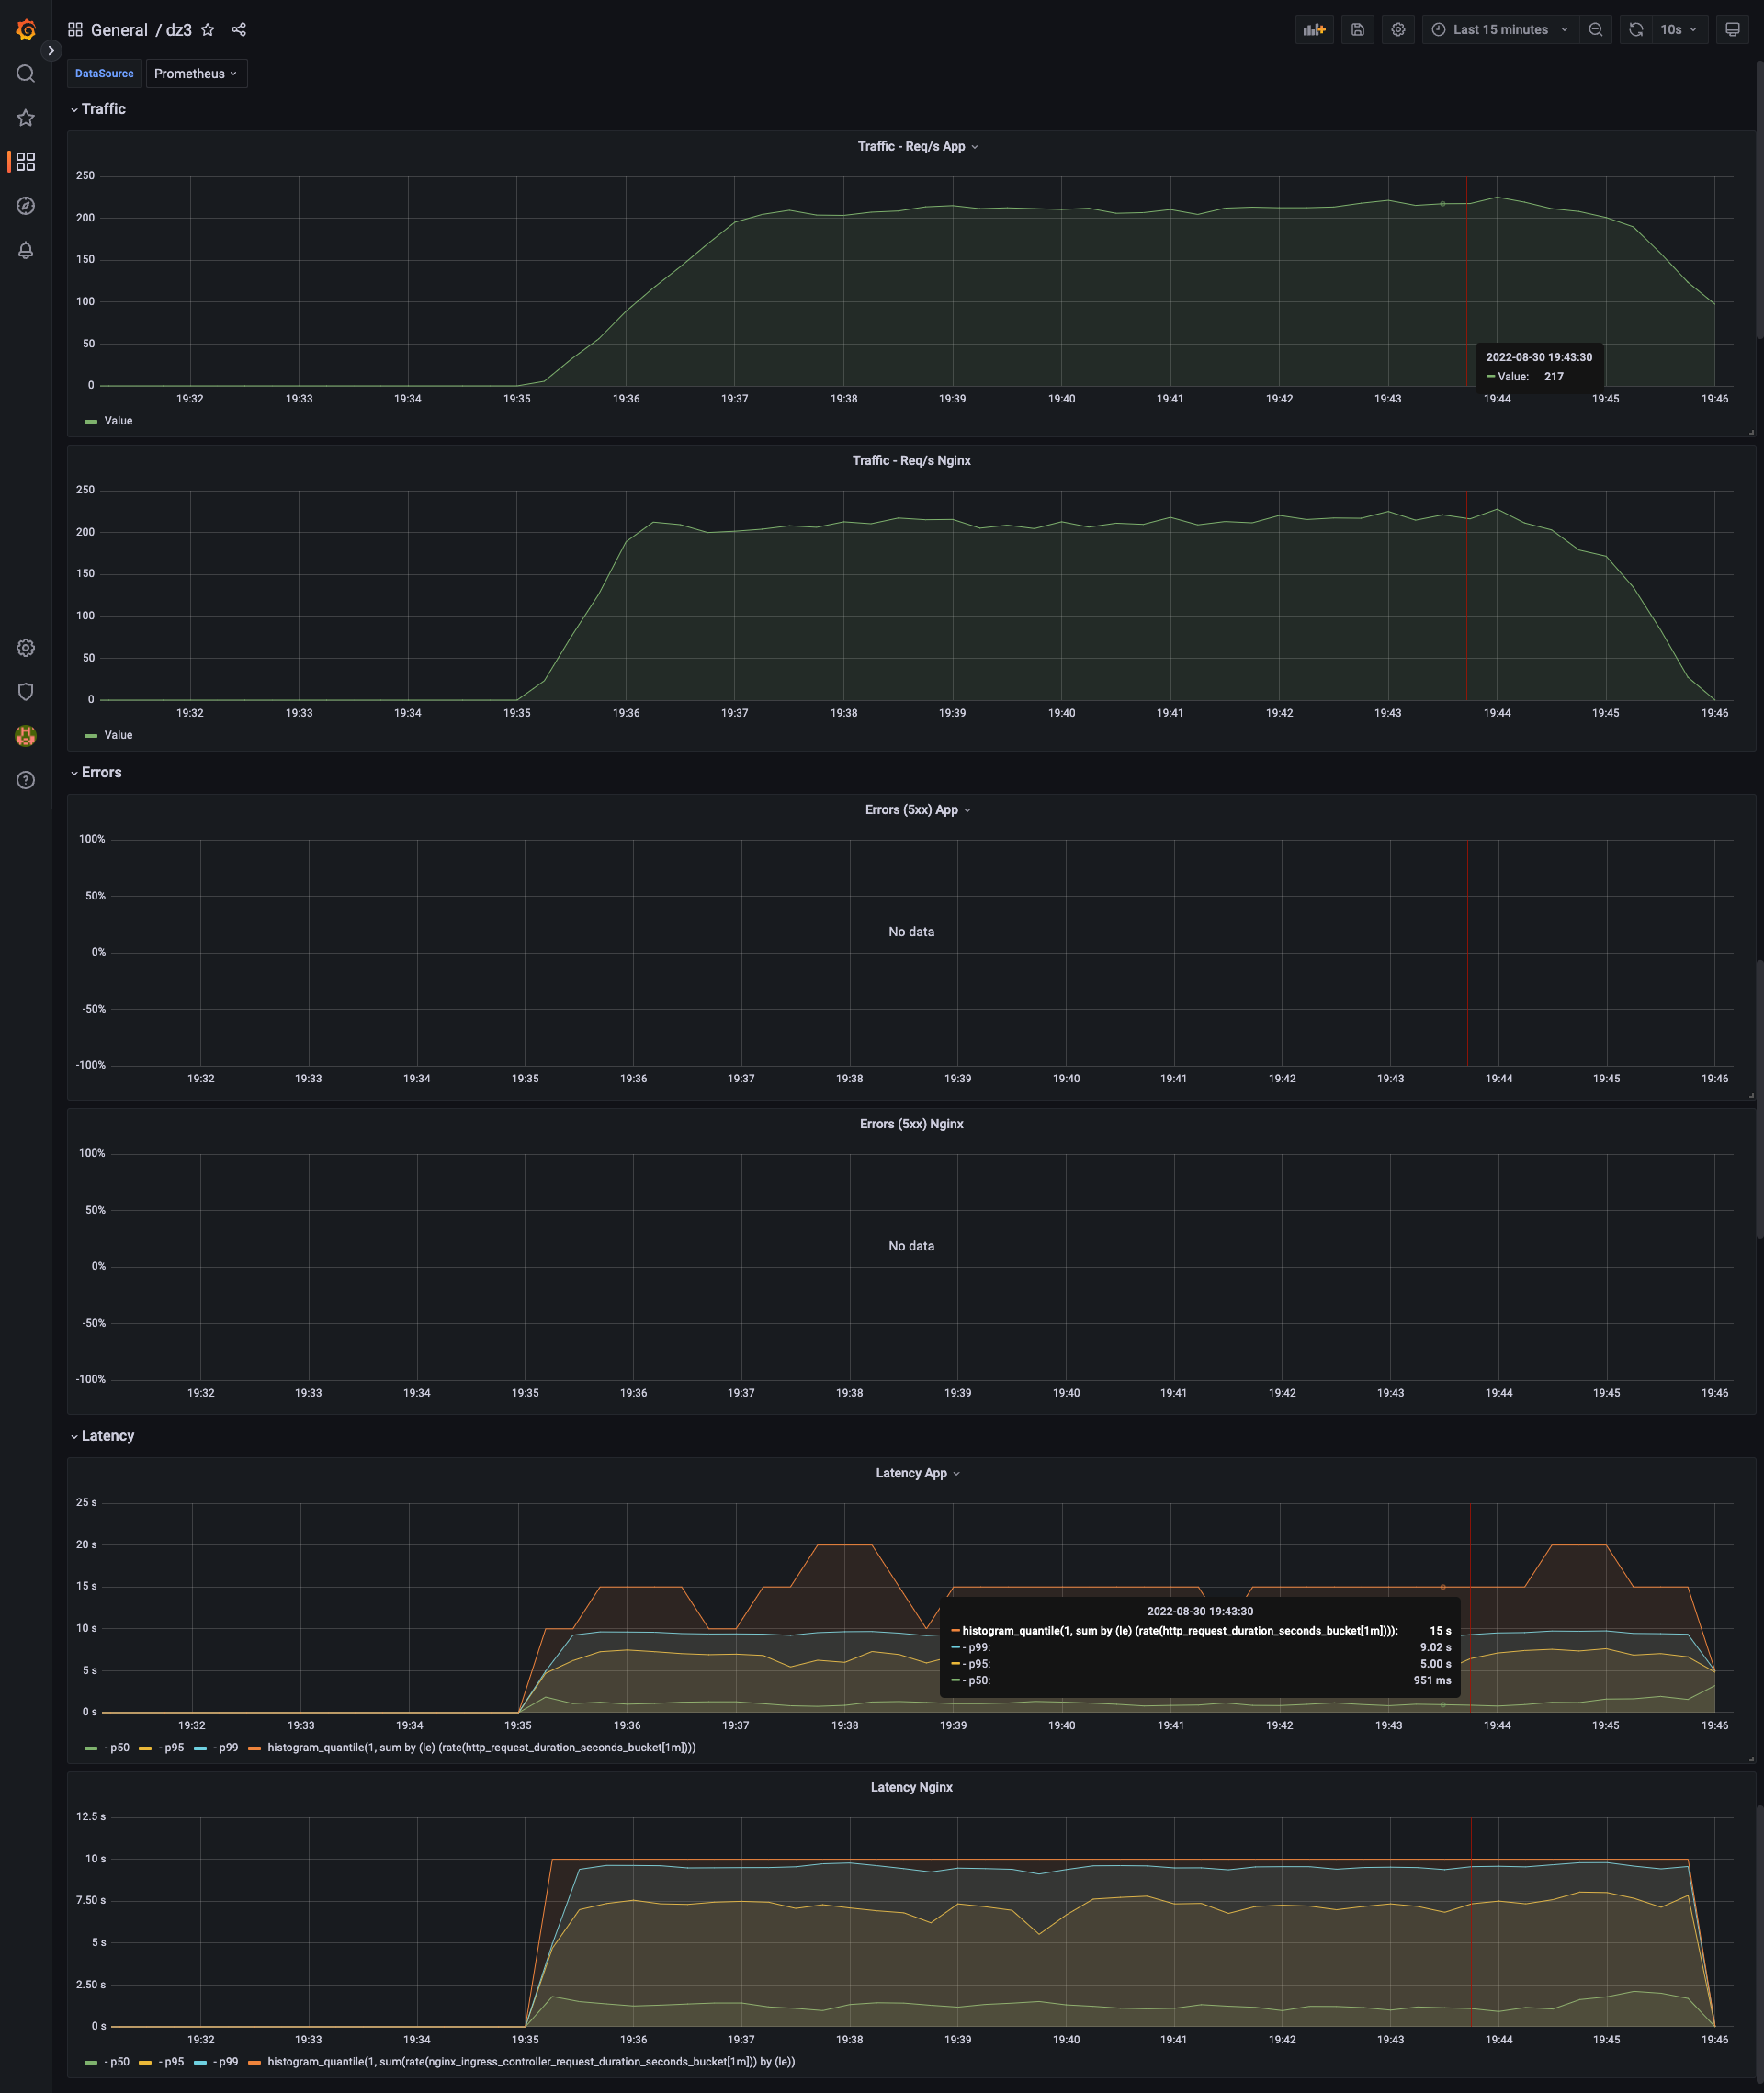 General / dz3
Last 15 minutes
10s
DataSource Prometheus
Traffic
Traffic - Req/s App
250
200
150
100
50
0
19:32 19:33 19:34 19:35 19:36 19:37 19:38 19:39 19:40 19:41 19:42 19:43 19:44 19:45 19:46
2022-08-30 19:43:30
Value: 217
Value
Traffic - Req/s Nginx
250
200
150
100
50
0
19:32 19:33 19:34 19:35 19:36 19:37 19:38 19:39 19:40 19:41 19:42 19:43 19:44 19:45 19:46
Value
Errors
Errors (5xx) App
100%
50%
0%
-50%
-100%
No data
19:32 19:33 19:34 19:35 19:36 19:37 19:38 19:39 19:40 19:41 19:42 19:43 19:44 19:45 19:46
Errors (5xx) Nginx
100%
50%
0%
-50%
-100%
No data
19:32 19:33 19:34 19:35 19:36 19:37 19:38 19:39 19:40 19:41 19:42 19:43 19:44 19:45 19:46
Latency
Latency App
25 s
20 s
15 s
10 s
5 s
0 s
2022-08-30 19:43:30
histogram_quantile(1, sum by (le) (rate(http_request_duration_seconds_bucket[1m]))): 15 s
- p99: 9.02 s
- p95: 5.00 s
- p50: 951 ms
19:32 19:33 19:34 19:35 19:36 19:37 19:38 19:39 19:40 19:41 19:42 19:43 19:44 19:45 19:46
- p50 - p95 - p99 histogram_quantile(1, sum by (le) (rate(http_request_duration_seconds_bucket[1m])))
Latency Nginx
12.5 s
10 s
7.50 s
5 s
2.50 s
0 s
19:32 19:33 19:34 19:35 19:36 19:37 19:38 19:39 19:40 19:41 19:42 19:43 19:44 19:45 19:46
- p50 - p95 - p99 histogram_quantile(1, sum(rate(nginx_ingress_controller_request_duration_seconds_bucket[1m])) by (le))